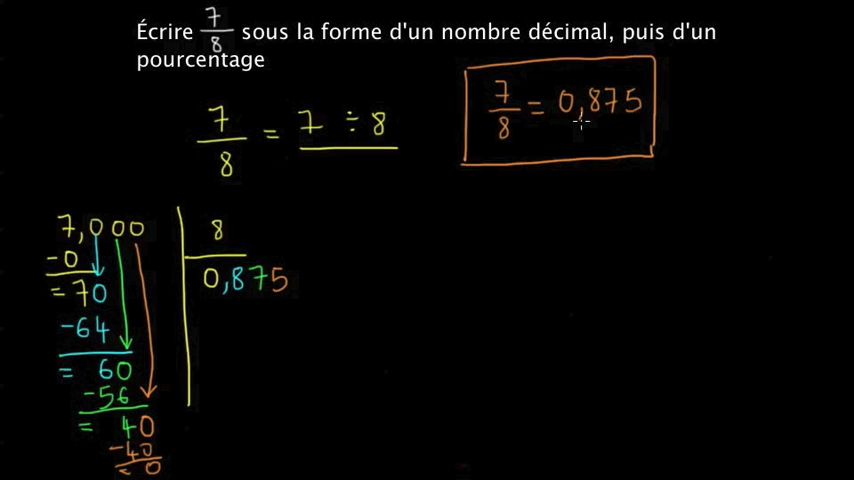 Écrire 7/8 sous la forme d'un nombre décimal, puis d'un
pourcentage
7/8 = 7 ÷ 8
7/8 = 0,875
7,000 | 8
-0
0,875
=70
-64
= 60
-56
= 40
-40
= 0